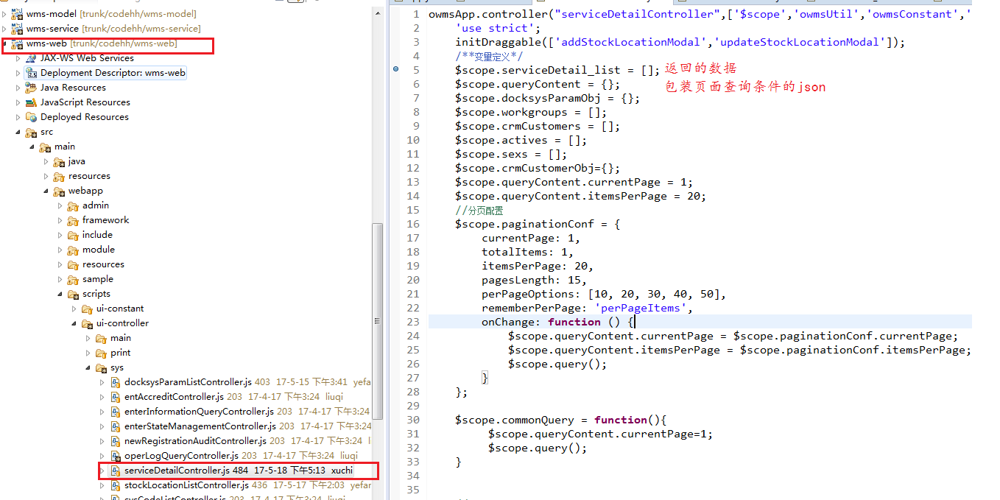 wms-model [trunk/codehh/wms-model]
wms-service [trunk/codehh/wms-service]
wms-web [trunk/codehh/wms-web]
JAX-WS Web Services
Deployment Descriptor: wms-web
Java Resources
JavaScript Resources
Deployed Resources
src
main
java
resources
webapp
admin
framework
include
module
resources
sample
scripts
ui-constant
ui-controller
main
print
sys
docksysParamListController.js 403 17-5-15 下午3:41 yefa
entAccreditController.js 203 17-4-17 下午3:24 liuqi
enterInformationQueryController.js 203 17-4-17 下午3:24
enterStateManagementController.js 203 17-4-17 下午3:24
newRegistrationAuditController.js 203 17-4-17 下午3:24 l
operLogQueryController.js 203 17-4-17 下午3:24 liuqi
serviceDetailController.js 484 17-5-18 下午5:13 xuchi
stockLocationListController.js 436 17-5-17 下午2:03 yefar
sysCodeListController.js 203 17-4-17 下午3:24 liuqi
1 owmsApp.controller("serviceDetailController",['$scope','owmsUtil','owmsConstant','
2 'use strict';
3 initDraggable(['addStockLocationModal','updateStockLocationModal']);
4 /**变量定义*/
5 $scope.serviceDetail_list = []; 返回的数据
6 $scope.queryContent = {}; 包装页面查询条件的json
7 $scope.docksysParamObj = {};
8 $scope.workgroups = [];
9 $scope.crmCustomers = [];
10 $scope.actives = [];
11 $scope.sexs = [];
12 $scope.crmCustomerObj={};
13 $scope.queryContent.currentPage = 1;
14 $scope.queryContent.itemsPerPage = 20;
15 //分页配置
16 $scope.paginationConf = {
17 currentPage: 1,
18 totalItems: 1,
19 itemsPerPage: 20,
20 pagesLength: 15,
21 perPageOptions: [10, 20, 30, 40, 50],
22 rememberPerPage: 'perPageItems',
23 onChange: function () {
24 $scope.queryContent.currentPage = $scope.paginationConf.currentPage;
25 $scope.queryContent.itemsPerPage = $scope.paginationConf.itemsPerPage;
26 $scope.query();
27 }
28 };
29
30 $scope.commonQuery = function(){
31 $scope.queryContent.currentPage=1;
32 $scope.query();
33 }
34
35